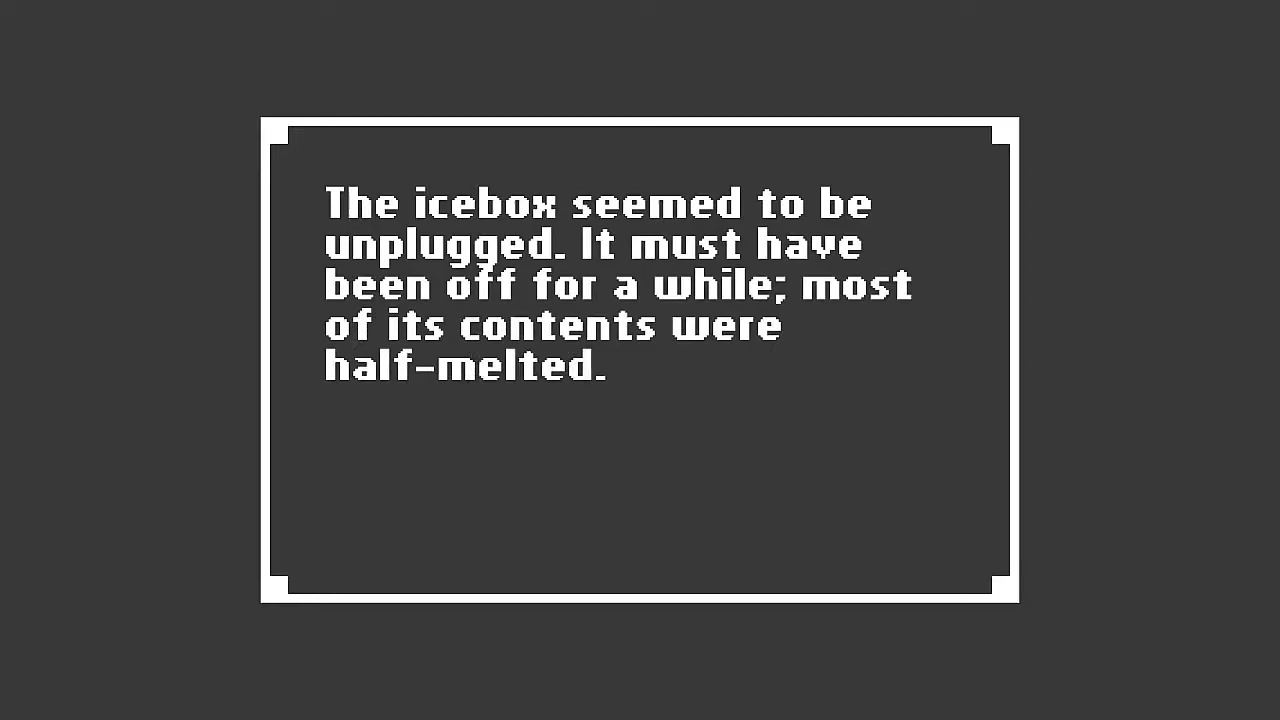 The icebox seemed to be
unplugged. It must have
been off for a while; most
of its contents were
half-melted.